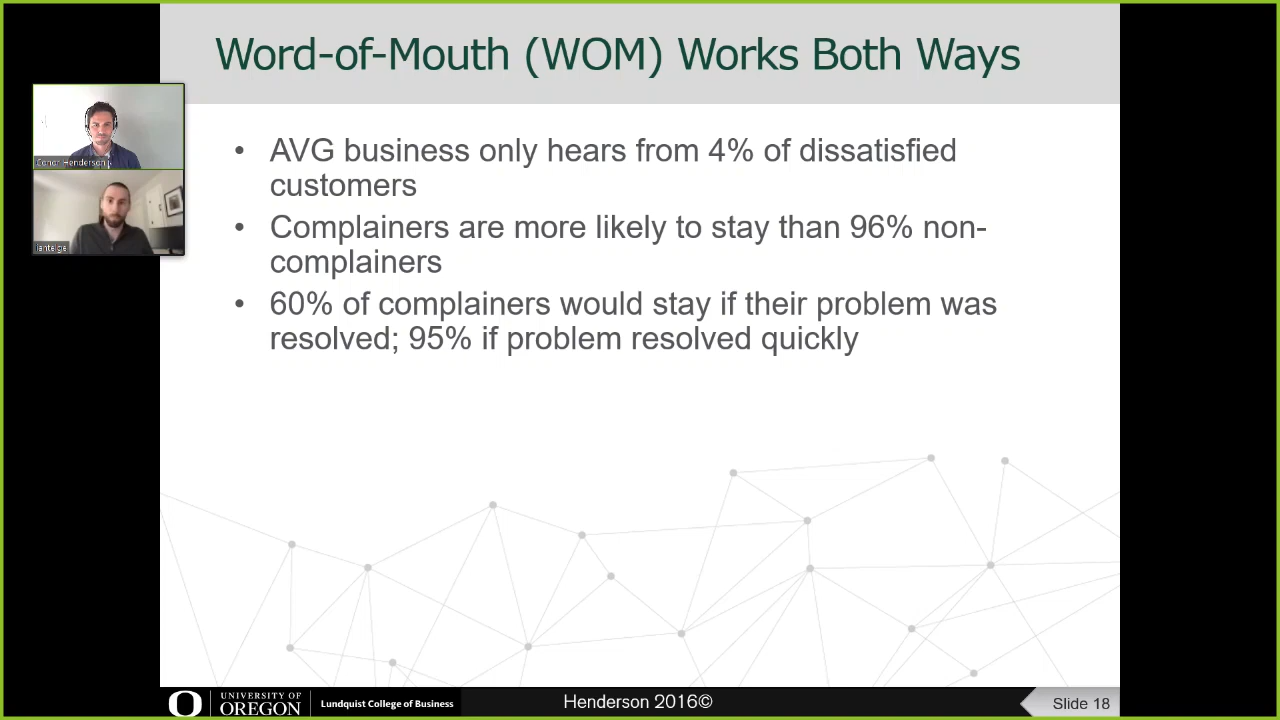 Word-of-Mouth (WOM) Works Both Ways
Conor Henderson
lanteige
• AVG business only hears from 4% of dissatisfied
customers
• Complainers are more likely to stay than 96% non-
complainers
• 60% of complainers would stay if their problem was
resolved; 95% if problem resolved quickly
UNIVERSITY OF
OREGON
Lundquist College of Business
Henderson 2016©
Slide 18